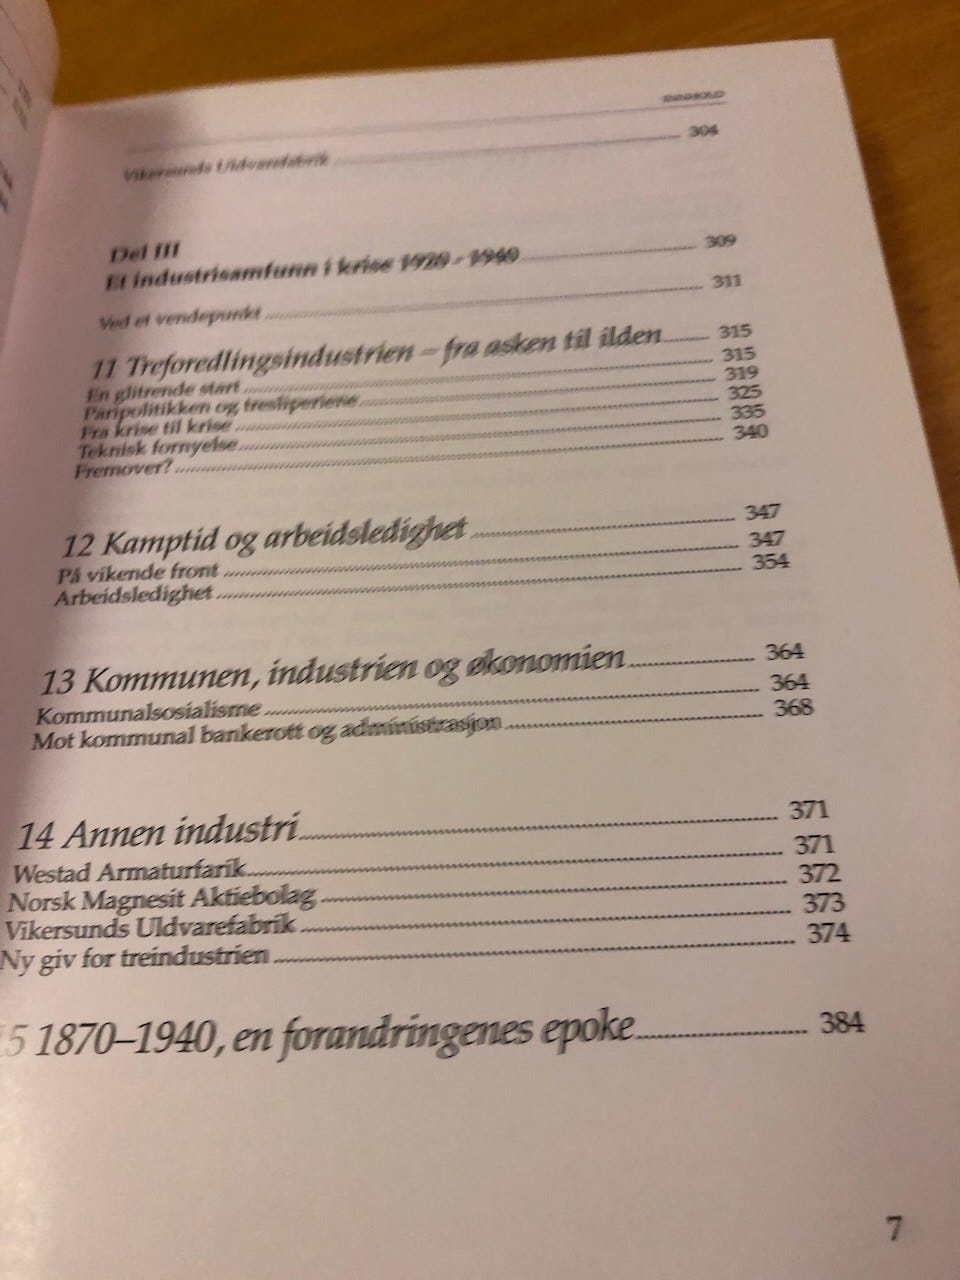 INNHOLD
Vikersunds Uldvarefabrik 304
Del III
Et industrisamfunn i krise 1920 - 1940 309
Ved et vendepunkt 311
11 Treforedlingsindustrien – fra asken til ilden 315
En glitrende start 315
Paripolitikken og tresliperiene 319
Fra krise til krise 325
Teknisk fornyelse 335
Fremover? 340
12 Kamptid og arbeidsledighet 347
På vikende front 347
Arbeidsledighet 354
13 Kommunen, industrien og økonomien 364
Kommunalsosialisme 364
Mot kommunal bankerott og administrasjon 368
14 Annen industri 371
Westad Armaturfarik 371
Norsk Magnesit Aktiebolag 372
Vikersunds Uldvarefabrik 373
Ny giv for treindustrien 374
15 1870–1940, en forandringenes epoke 384
7